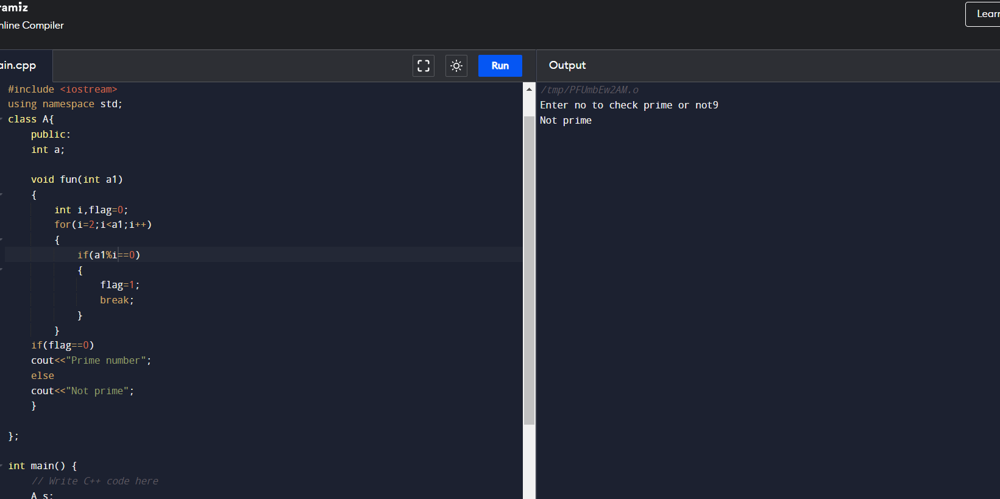 ramiz
nline Compiler
Learn
ain.cpp
Run
Output
#include <iostream>
using namespace std;
class A{
public:
int a;
void fun(int a1)
{
int i,flag=0;
for(i=2;i<a1;i++)
{
if(a1%i==0)
{
flag=1;
break;
}
}
if(flag==0)
cout<<"Prime number";
else
cout<<"Not prime";
}
};
int main() {
// Write C++ code here
A s;
/tmp/PFUmbEw2AM.o
Enter no to check prime or not9
Not prime